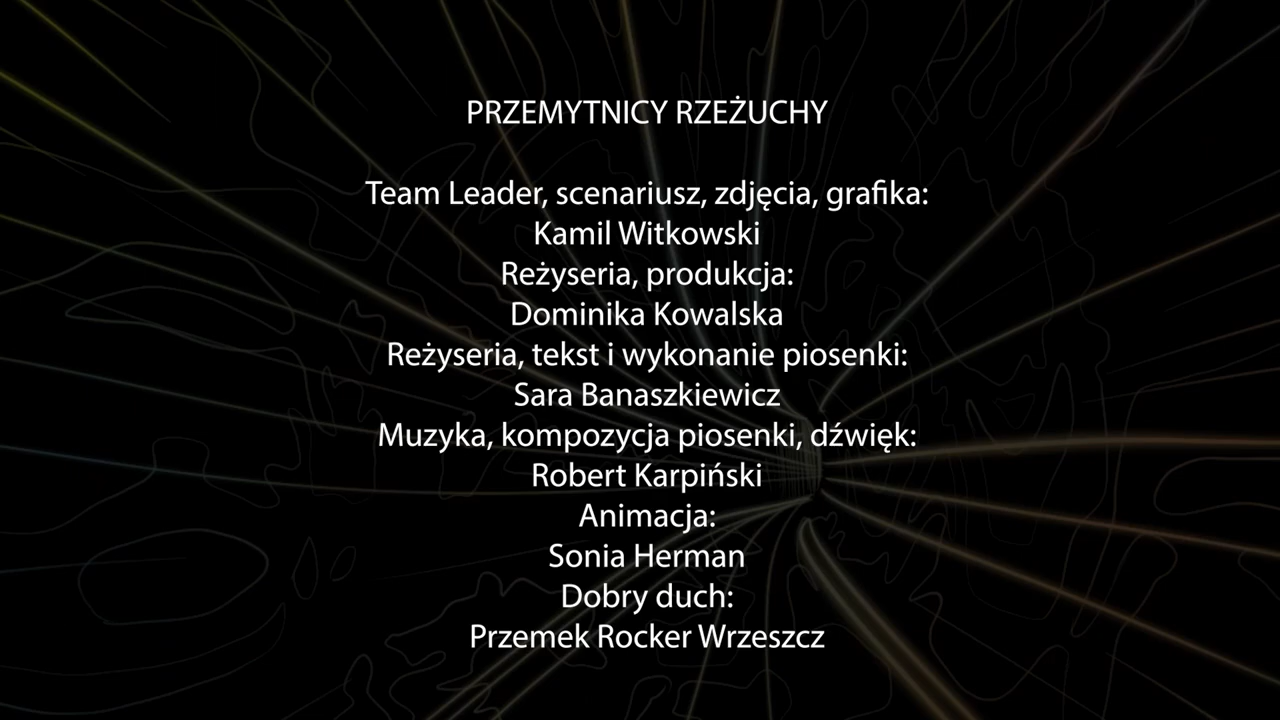 PRZEMYTNICY RZEŻUCHY
Team Leader, scenariusz, zdjęcia, grafika:
Kamil Witkowski
Reżyseria, produkcja:
Dominika Kowalska
Reżyseria, tekst i wykonanie piosenki:
Sara Banaszkiewicz
Muzyka, kompozycja piosenki, dźwięk:
Robert Karpiński
Animacja:
Sonia Herman
Dobry duch:
Przemek Rocker Wrzeszcz